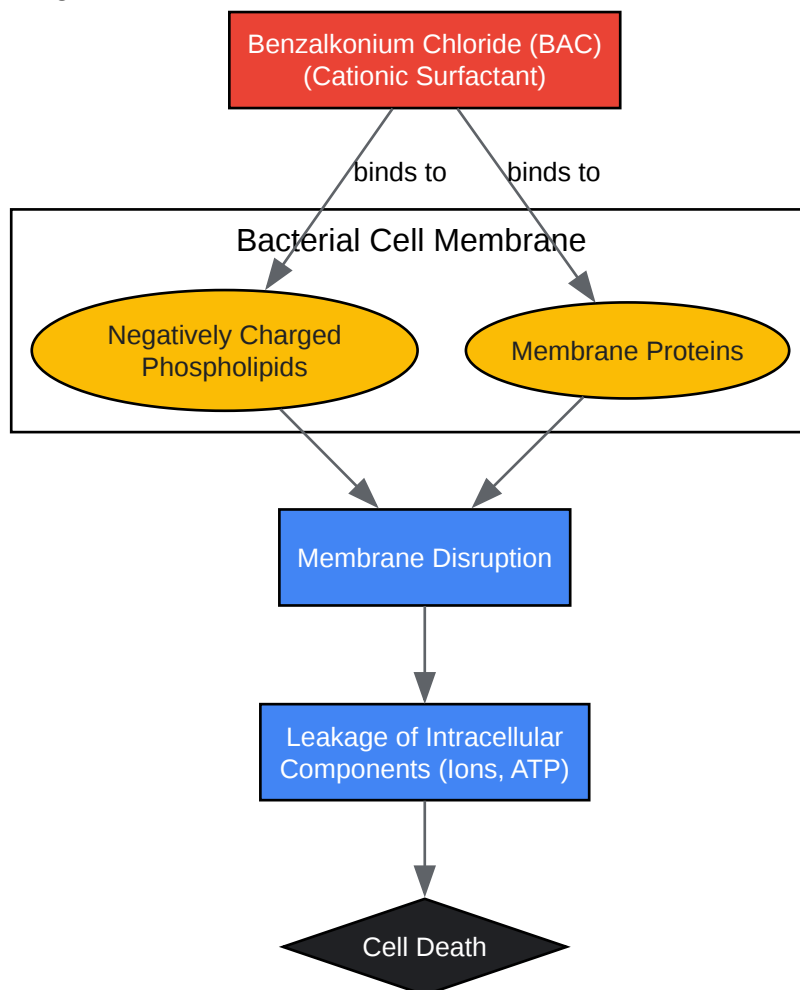 Benzalkonium Chloride (BAC)
(Cationic Surfactant)
binds to
binds to
Bacterial Cell Membrane
Negatively Charged
Phospholipids
Membrane Proteins
Membrane Disruption
Leakage of Intracellular
Components (Ions, ATP)
Cell Death